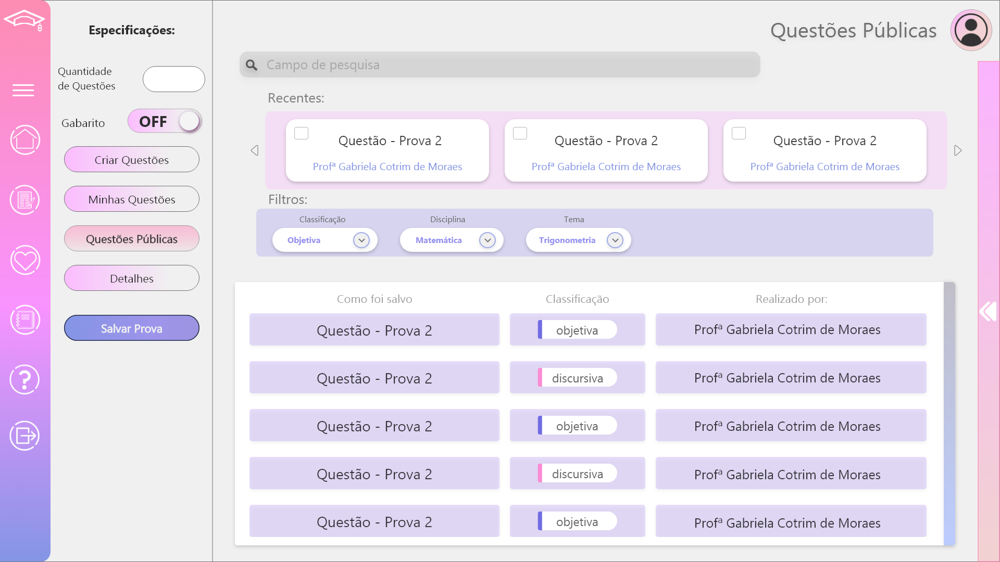 Especificações:
Quantidade
de Questões
Gabarito
OFF
Criar Questões
Minhas Questões
Questões Públicas
Detalhes
Salvar Prova
Questões Públicas
Campo de pesquisa
Recentes:
Questão - Prova 2
Profª Gabriela Cotrim de Moraes
Questão - Prova 2
Profª Gabriela Cotrim de Moraes
Questão - Prova 2
Profª Gabriela Cotrim de Moraes
Filtros:
Classificação
Objetiva
Disciplina
Matemática
Tema
Trigonometria
Como foi salvo Classificação Realizado por:
Questão - Prova 2 objetiva Profª Gabriela Cotrim de Moraes
Questão - Prova 2 discursiva Profª Gabriela Cotrim de Moraes
Questão - Prova 2 objetiva Profª Gabriela Cotrim de Moraes
Questão - Prova 2 discursiva Profª Gabriela Cotrim de Moraes
Questão - Prova 2 objetiva Profª Gabriela Cotrim de Moraes